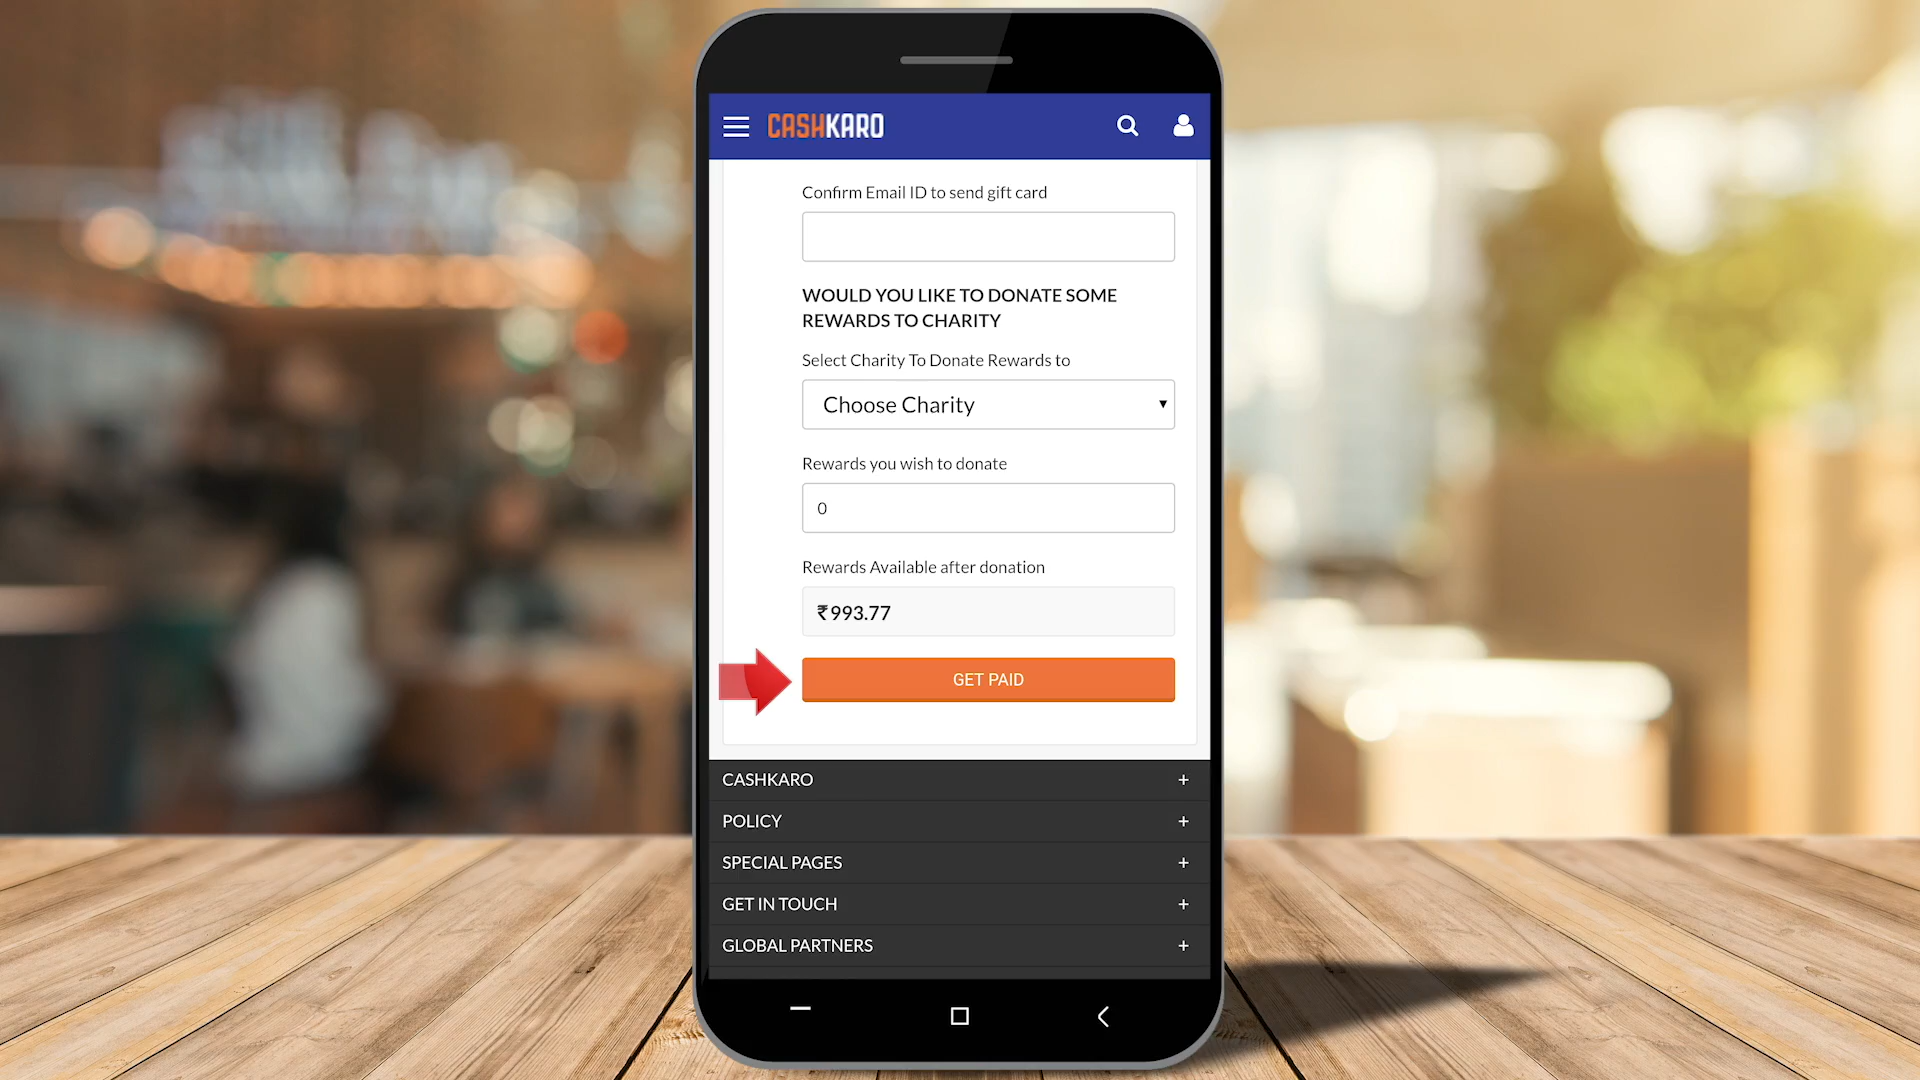 CASHKARO
Confirm Email ID to send gift card
WOULD YOU LIKE TO DONATE SOME
REWARDS TO CHARITY
Select Charity To Donate Rewards to
Choose Charity
Rewards you wish to donate
0
Rewards Available after donation
₹993.77
GET PAID
CASHKARO +
POLICY +
SPECIAL PAGES +
GET IN TOUCH +
GLOBAL PARTNERS +